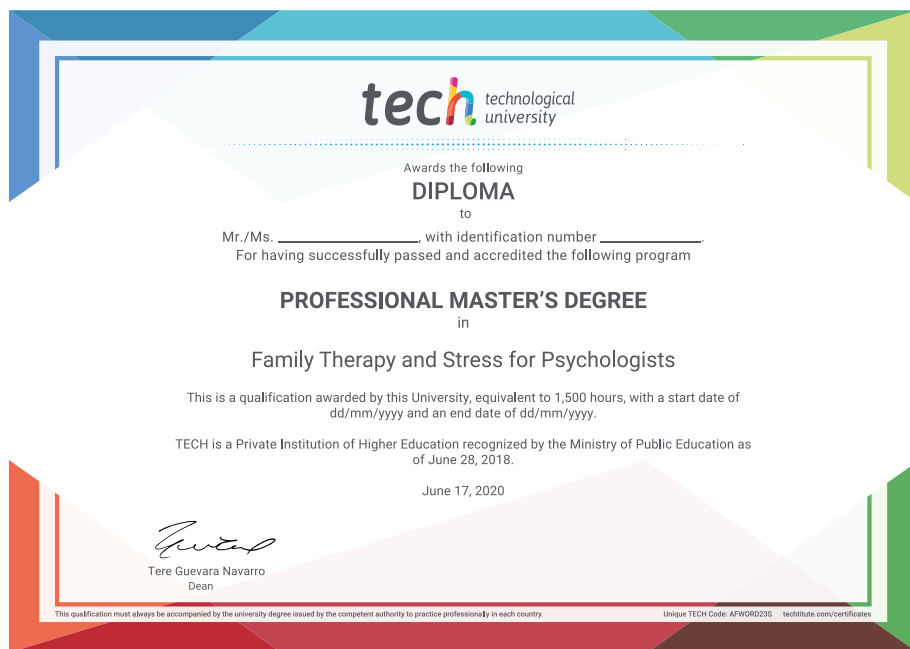 tech technological
university
Awards the following
DIPLOMA
to
Mr./Ms. ____________________, with identification number ______________.
For having successfully passed and accredited the following program
PROFESSIONAL MASTER'S DEGREE
in
Family Therapy and Stress for Psychologists
This is a qualification awarded by this University, equivalent to 1,500 hours, with a start date of
dd/mm/yyyy and an end date of dd/mm/yyyy.
TECH is a Private Institution of Higher Education recognized by the Ministry of Public Education as
of June 28, 2018.
June 17, 2020
Tere Guevara Navarro
Dean
This qualification must always be accompanied by the university degree issued by the competent authority to practice professionally in each country.
Unique TECH Code: AFWORD23S techtitute.com/certificates